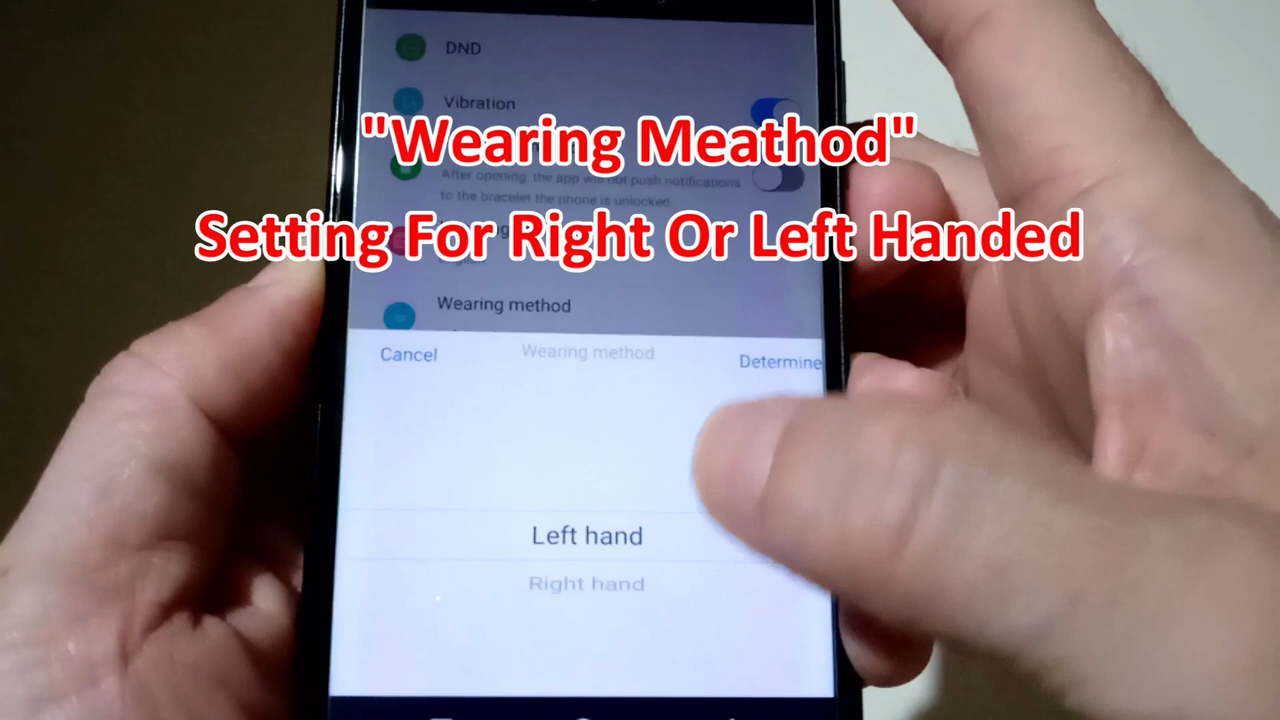 DND
Vibration
"Wearing Meathod"
After opening, the app will not push notifications
to the bracelet the phone is unlocked.
Setting For Right Or Left Handed
Wearing method
Cancel Wearing method Determine
Left hand
Right hand